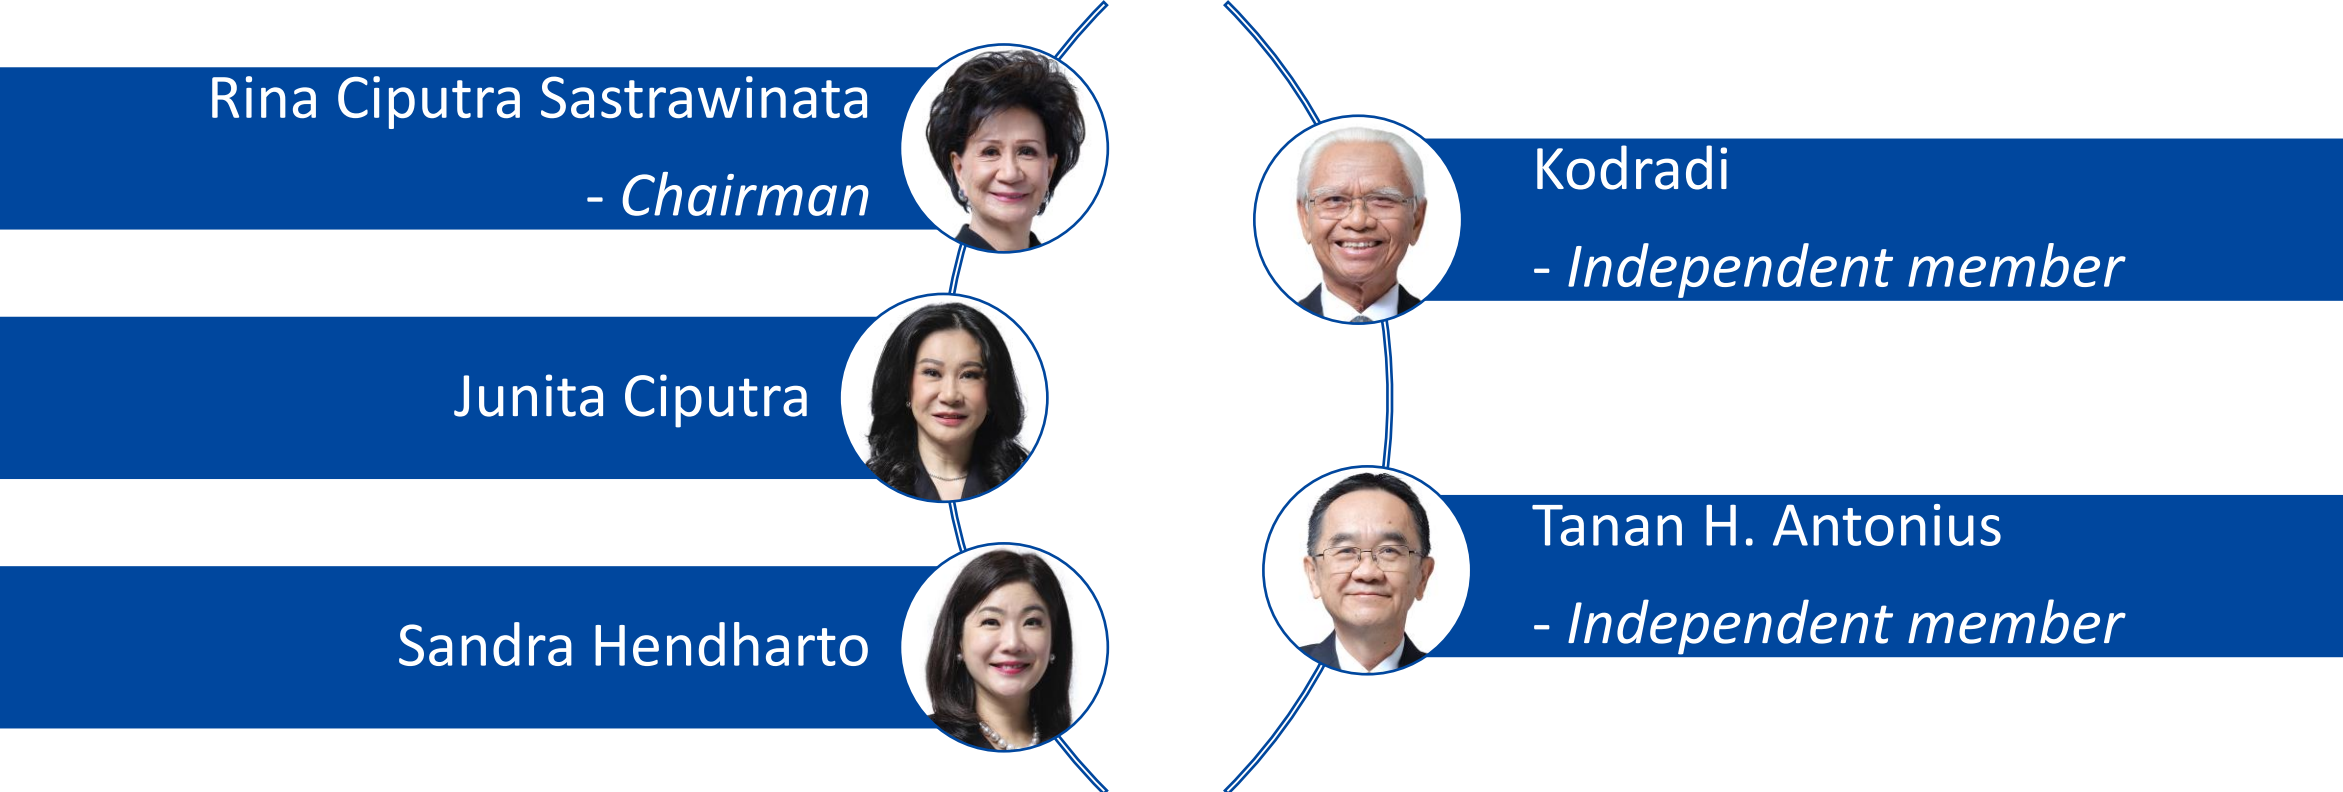 Rina Ciputra Sastrawinata
- Chairman
Junita Ciputra
Sandra Hendharto
Kodradi
- Independent member
Tanan H. Antonius
- Independent member